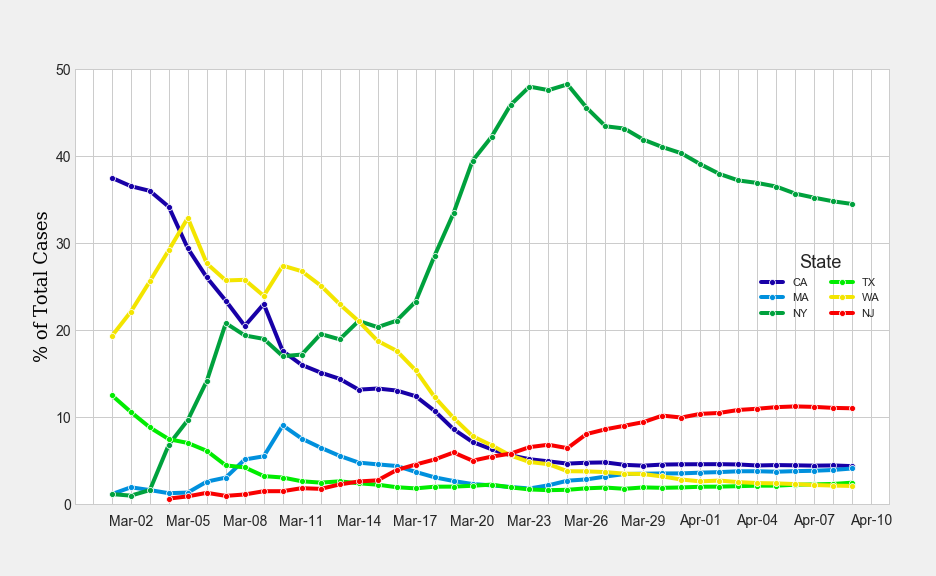 50
40
30
20
10
0
% of Total Cases
State
CA TX
MA WA
NY NJ
Mar-02 Mar-05 Mar-08 Mar-11 Mar-14 Mar-17 Mar-20 Mar-23 Mar-26 Mar-29 Apr-01 Apr-04 Apr-07 Apr-10